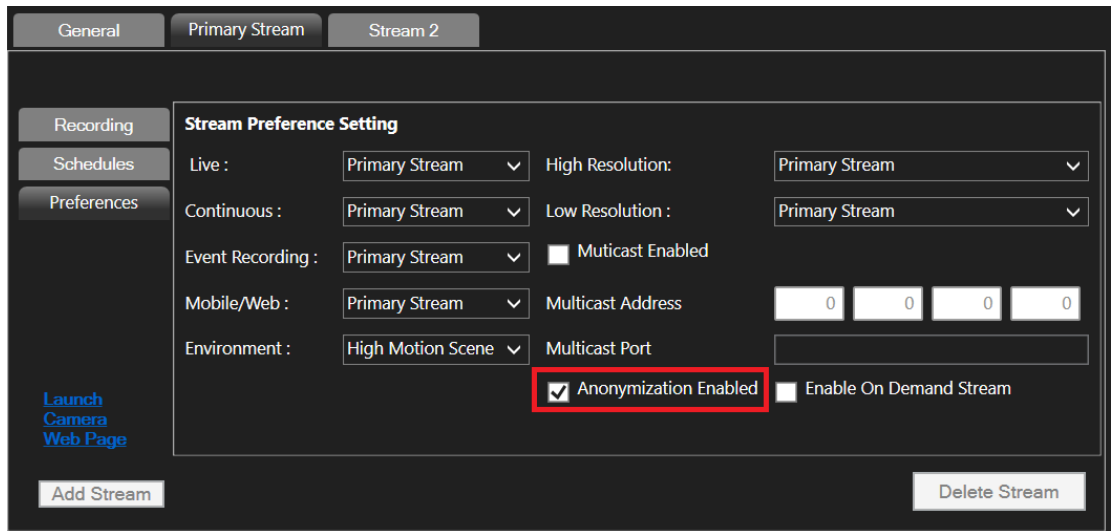 General Primary Stream Stream 2
Recording
Schedules
Preferences
Stream Preference Setting
Live : Primary Stream High Resolution: Primary Stream
Continuous : Primary Stream Low Resolution : Primary Stream
Event Recording : Primary Stream Muticast Enabled
Mobile/Web : Primary Stream Multicast Address 0 0 0 0
Environment : High Motion Scene Multicast Port
Anonymization Enabled Enable On Demand Stream
Launch
Camera
Web Page
Add Stream Delete Stream